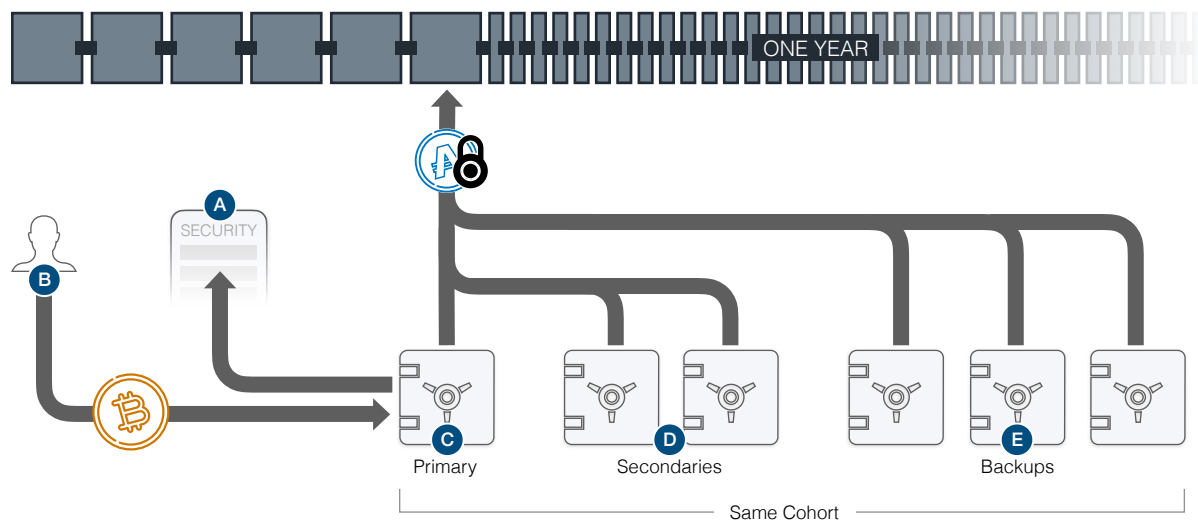 ONE YEAR
A
SECURITY
B
C
D
E
Primary
Secondaries
Backups
Same Cohort